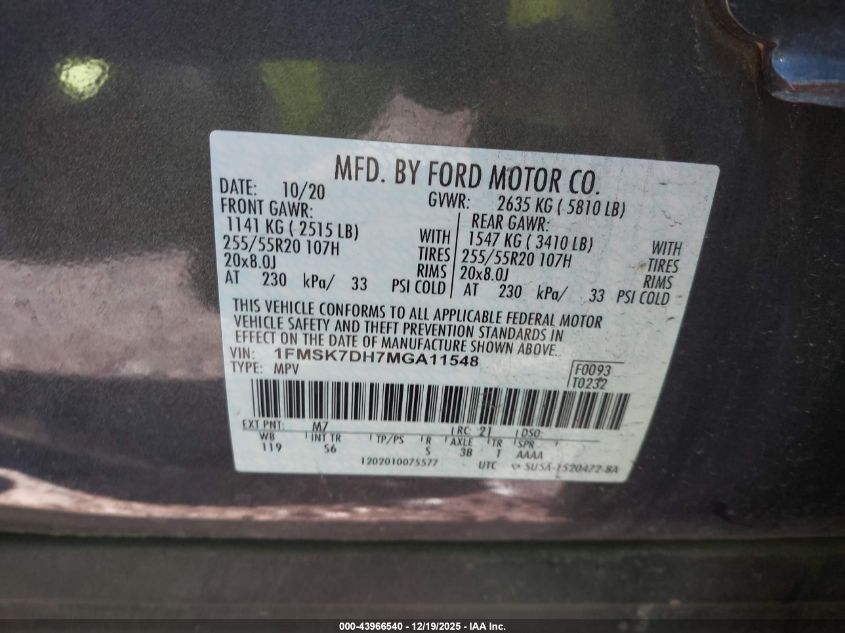 MFD. BY FORD MOTOR CO.
DATE: 10/20
GVWR: 2635 KG ( 5810 LB)
FRONT GAWR:
1141 KG ( 2515 LB) WITH
255/55R20 107H TIRES
20x8.0J RIMS
AT 230 kPa/ 33 PSI COLD
REAR GAWR:
1547 KG ( 3410 LB) WITH
255/55R20 107H TIRES
20x8.0J RIMS
AT 230 kPa/ 33 PSI COLD
THIS VEHICLE CONFORMS TO ALL APPLICABLE FEDERAL MOTOR
VEHICLE SAFETY AND THEFT PREVENTION STANDARDS IN
EFFECT ON THE DATE OF MANUFACTURE SHOWN ABOVE.
VIN: 1FMSK7DH7MGA11548
TYPE: MPV
F0093
T0232
EXT PNT: M7 RC: 21 DSO:
WB INT TR TP/PS R AXLE TR SPR
119 S6 S 3B T AAAA
1202010075577 UTC SU5A-1520472-BA
000-43966540 - 12/19/2025 - IAA Inc.